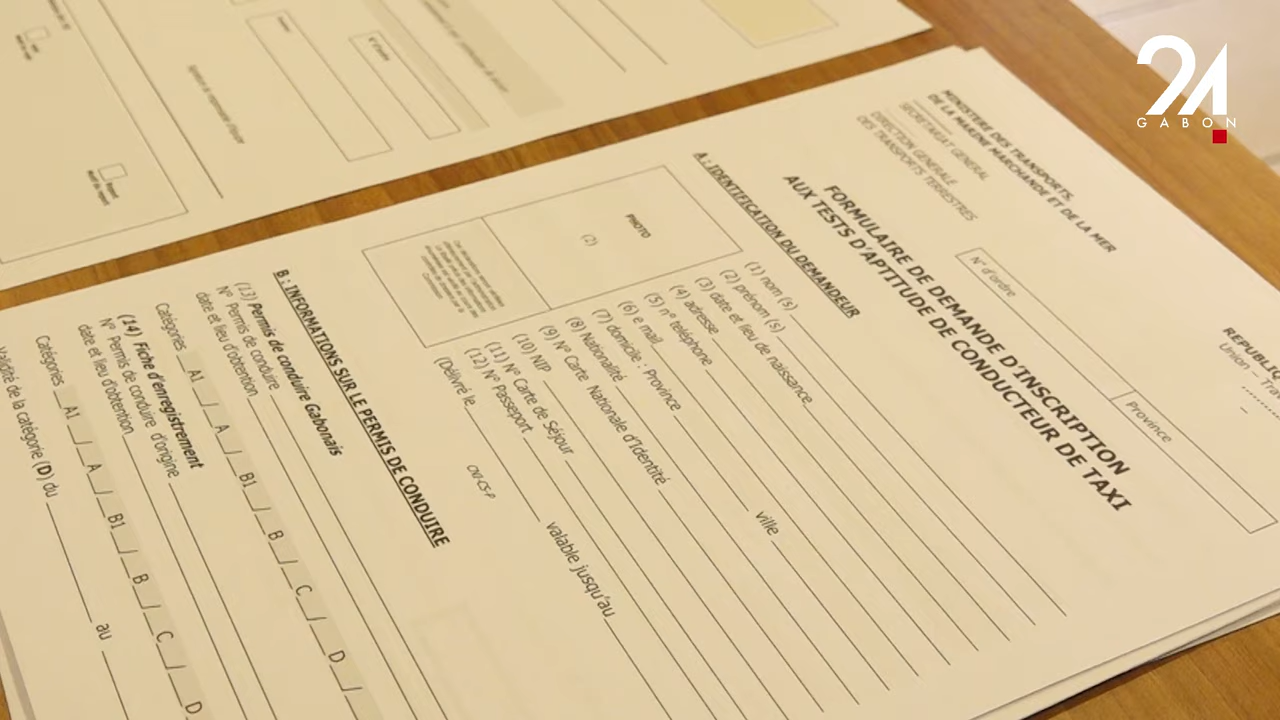 24
GABON
MINISTERE DES TRANSPORTS,
DE LA MARINE MARCHANDE ET DE LA MER
SECRETARIAT GENERAL
DIRECTION GENERALE
DES TRANSPORTS TERRESTRES
REPUBLIQ
Union – Tra
FORMULAIRE DE DEMANDE D'INSCRIPTION
AUX TESTS D'APTITUDE DE CONDUCTEUR DE TAXI
N° d'ordre
Province
A : IDENTIFICATION DU DEMANDEUR
PHOTO
(2)
(1) nom (s)
(2) prénom (s)
(3) date et lieu de naissance
(4) adresse
(5) n° teléphone
(6) e mail
(7) domicile : Province ville
(8) Nationalité
(9) N° Carte Nationale d'Identité
(10) NIP
(11) N° Carte de Séjour
(12) N° Passeport
(Délivré le valable jusqu'au
CNI-CS-P
B : INFORMATIONS SUR LE PERMIS DE CONDUIRE
(13) Permis de conduire Gabonais
N° Permis de conduire
date et lieu d'obtention
Catégories A1 / A / B1 / B / C / D /
(14) Fiche d'enregistrement
N° Permis de conduire d'origine
date et lieu d'obtention
Catégories A1 / A / B1 / B / C / D
Validité de la catégorie (D) du au